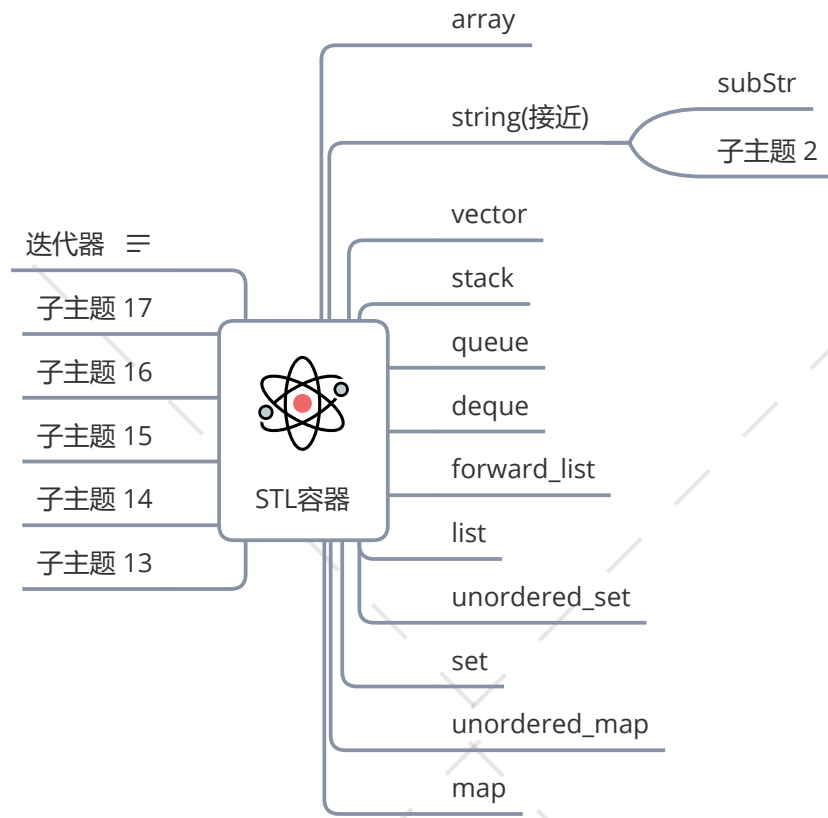 array
string(接近)
subStr
子主题 2
vector
stack
queue
deque
forward_list
list
unordered_set
set
unordered_map
map
迭代器
子主题 17
子主题 16
子主题 15
子主题 14
子主题 13
STL容器